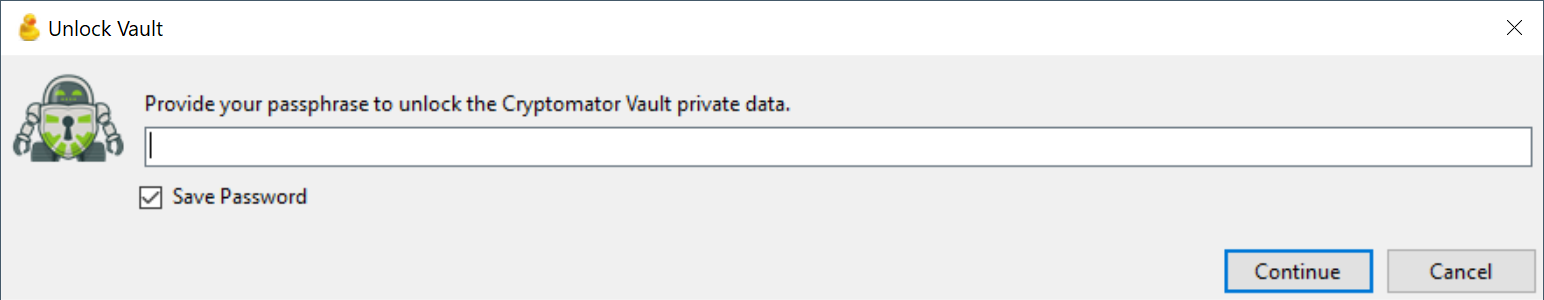 Unlock Vault
Provide your passphrase to unlock the Cryptomator Vault private data.
Save Password
Continue
Cancel